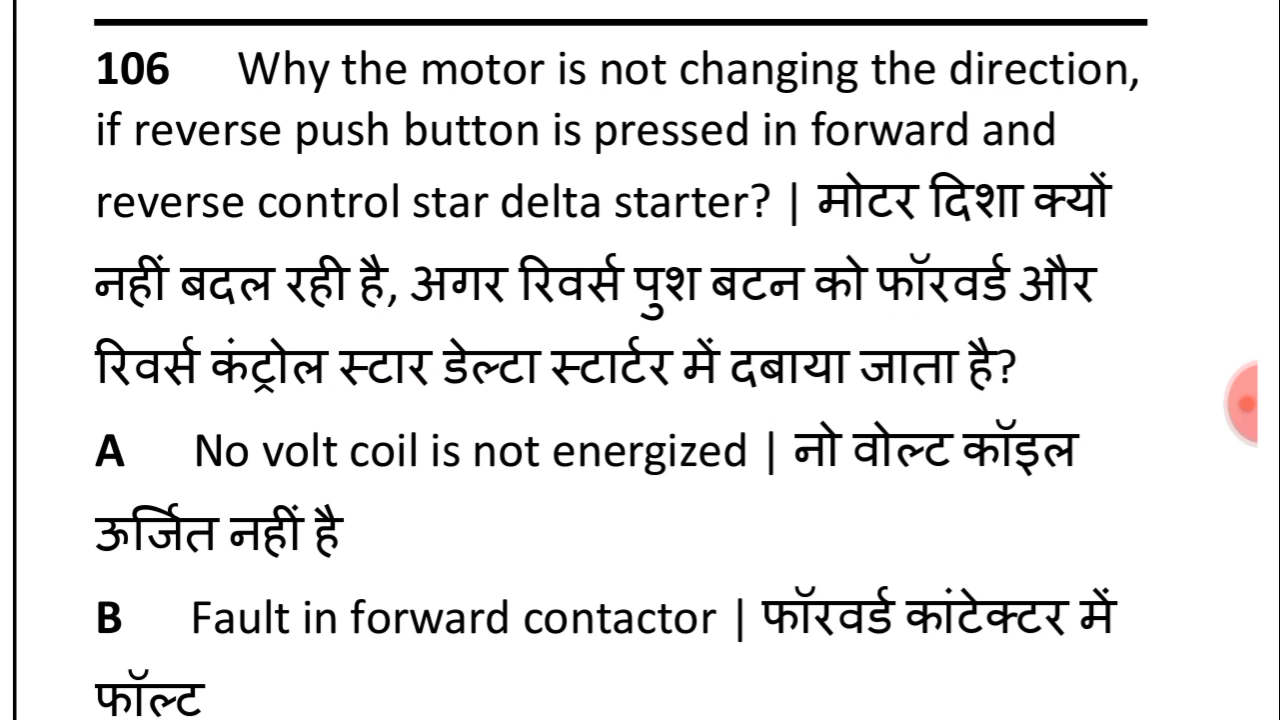 106 Why the motor is not changing the direction,
if reverse push button is pressed in forward and
reverse control star delta starter? | मोटर दिशा क्यों
नहीं बदल रही है, अगर रिवर्स पुश बटन को फॉरवर्ड और
रिवर्स कंट्रोल स्टार डेल्टा स्टार्टर में दबाया जाता है?
A No volt coil is not energized | नो वोल्ट कॉइल
ऊर्जित नहीं है
B Fault in forward contactor | फॉरवर्ड कांटेक्टर में
फॉल्ट